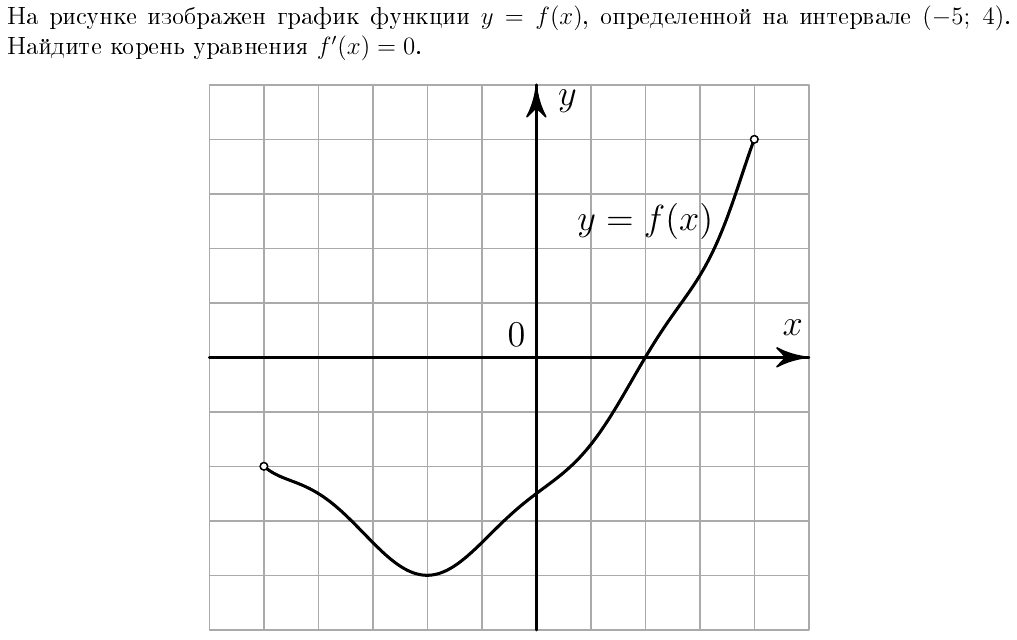 На рисунке изображен график функции y = f(x), определенной на интервале (−5; 4).
Найдите корень уравнения f′(x) = 0.
y
y = f(x)
0
x